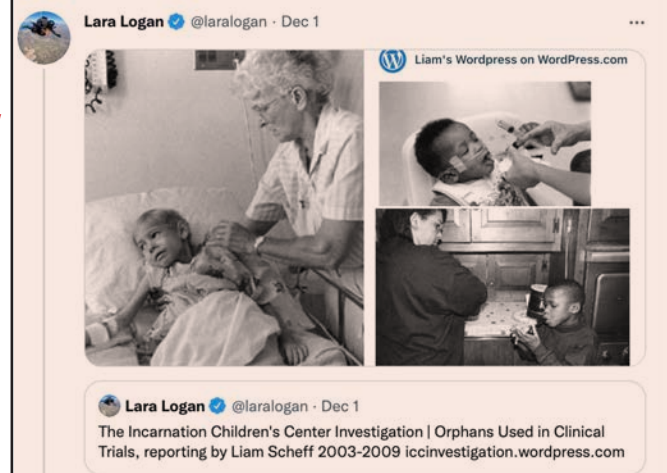 Lara Logan @laralogan · Dec 1 ...
Liam's Wordpress on WordPress.com
Lara Logan @laralogan · Dec 1
The Incarnation Children's Center Investigation | Orphans Used in Clinical
Trials, reporting by Liam Scheff 2003-2009 iccinvestigation.wordpress.com